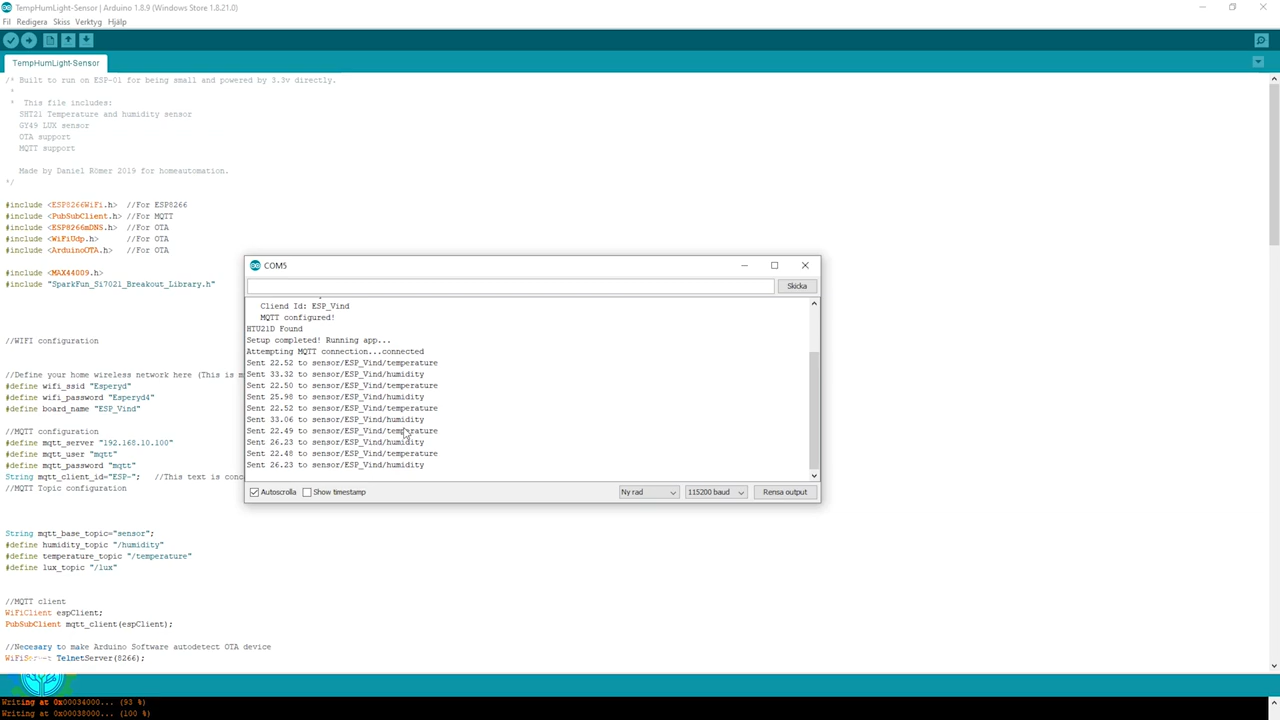 TempHumLight-Sensor | Arduino 1.8.9 (Windows Store 1.8.21.0)
Fil Redigera Skiss Verktyg Hjälp
TempHumLight-Sensor
/* Built to run on ESP-01 for being small and powered by 3.3v directly.
*
* This file includes:
SHT21 Temperature and humidity sensor
GY49 LUX sensor
OTA support
MQTT support
Made by Daniel Römer 2019 for homeautomation.
*/
#include <ESP8266WiFi.h> //For ESP8266
#include <PubSubClient.h> //For MQTT
#include <ESP8266mDNS.h> //For OTA
#include <WiFiUdp.h> //For OTA
#include <ArduinoOTA.h> //For OTA
#include <MAX44009.h>
#include "SparkFun_Si7021_Breakout_Library.h"
//WIFI configuration
//Define your home wireless network here (This is m
#define wifi_ssid "Esperyd"
#define wifi_password "Esperyd4"
#define board_name "ESP_Vind"
//MQTT configuration
#define mqtt_server "192.168.10.100"
#define mqtt_user "mqtt"
#define mqtt_password "mqtt"
String mqtt_client_id="ESP-"; //This text is conc
//MQTT Topic configuration
String mqtt_base_topic="sensor";
#define humidity_topic "/humidity"
#define temperature_topic "/temperature"
#define lux_topic "/lux"
//MQTT client
WiFiClient espClient;
PubSubClient mqtt_client(espClient);
//Necesary to make Arduino Software autodetect OTA device
WiFiServer TelnetServer(8266);
COM5
Skicka
Cliend Id: ESP_Vind
MQTT configured!
HTU21D Found
Setup completed! Running app...
Attempting MQTT connection...connected
Sent 22.52 to sensor/ESP_Vind/temperature
Sent 33.32 to sensor/ESP_Vind/humidity
Sent 22.50 to sensor/ESP_Vind/temperature
Sent 25.98 to sensor/ESP_Vind/humidity
Sent 22.52 to sensor/ESP_Vind/temperature
Sent 33.06 to sensor/ESP_Vind/humidity
Sent 22.49 to sensor/ESP_Vind/temperature
Sent 26.23 to sensor/ESP_Vind/humidity
Sent 22.48 to sensor/ESP_Vind/temperature
Sent 26.23 to sensor/ESP_Vind/humidity
Autoscrolla Show timestamp Ny rad 115200 baud Rensa output
Writing at 0x00034000... (93 %)
Writing at 0x00038000... (100 %)